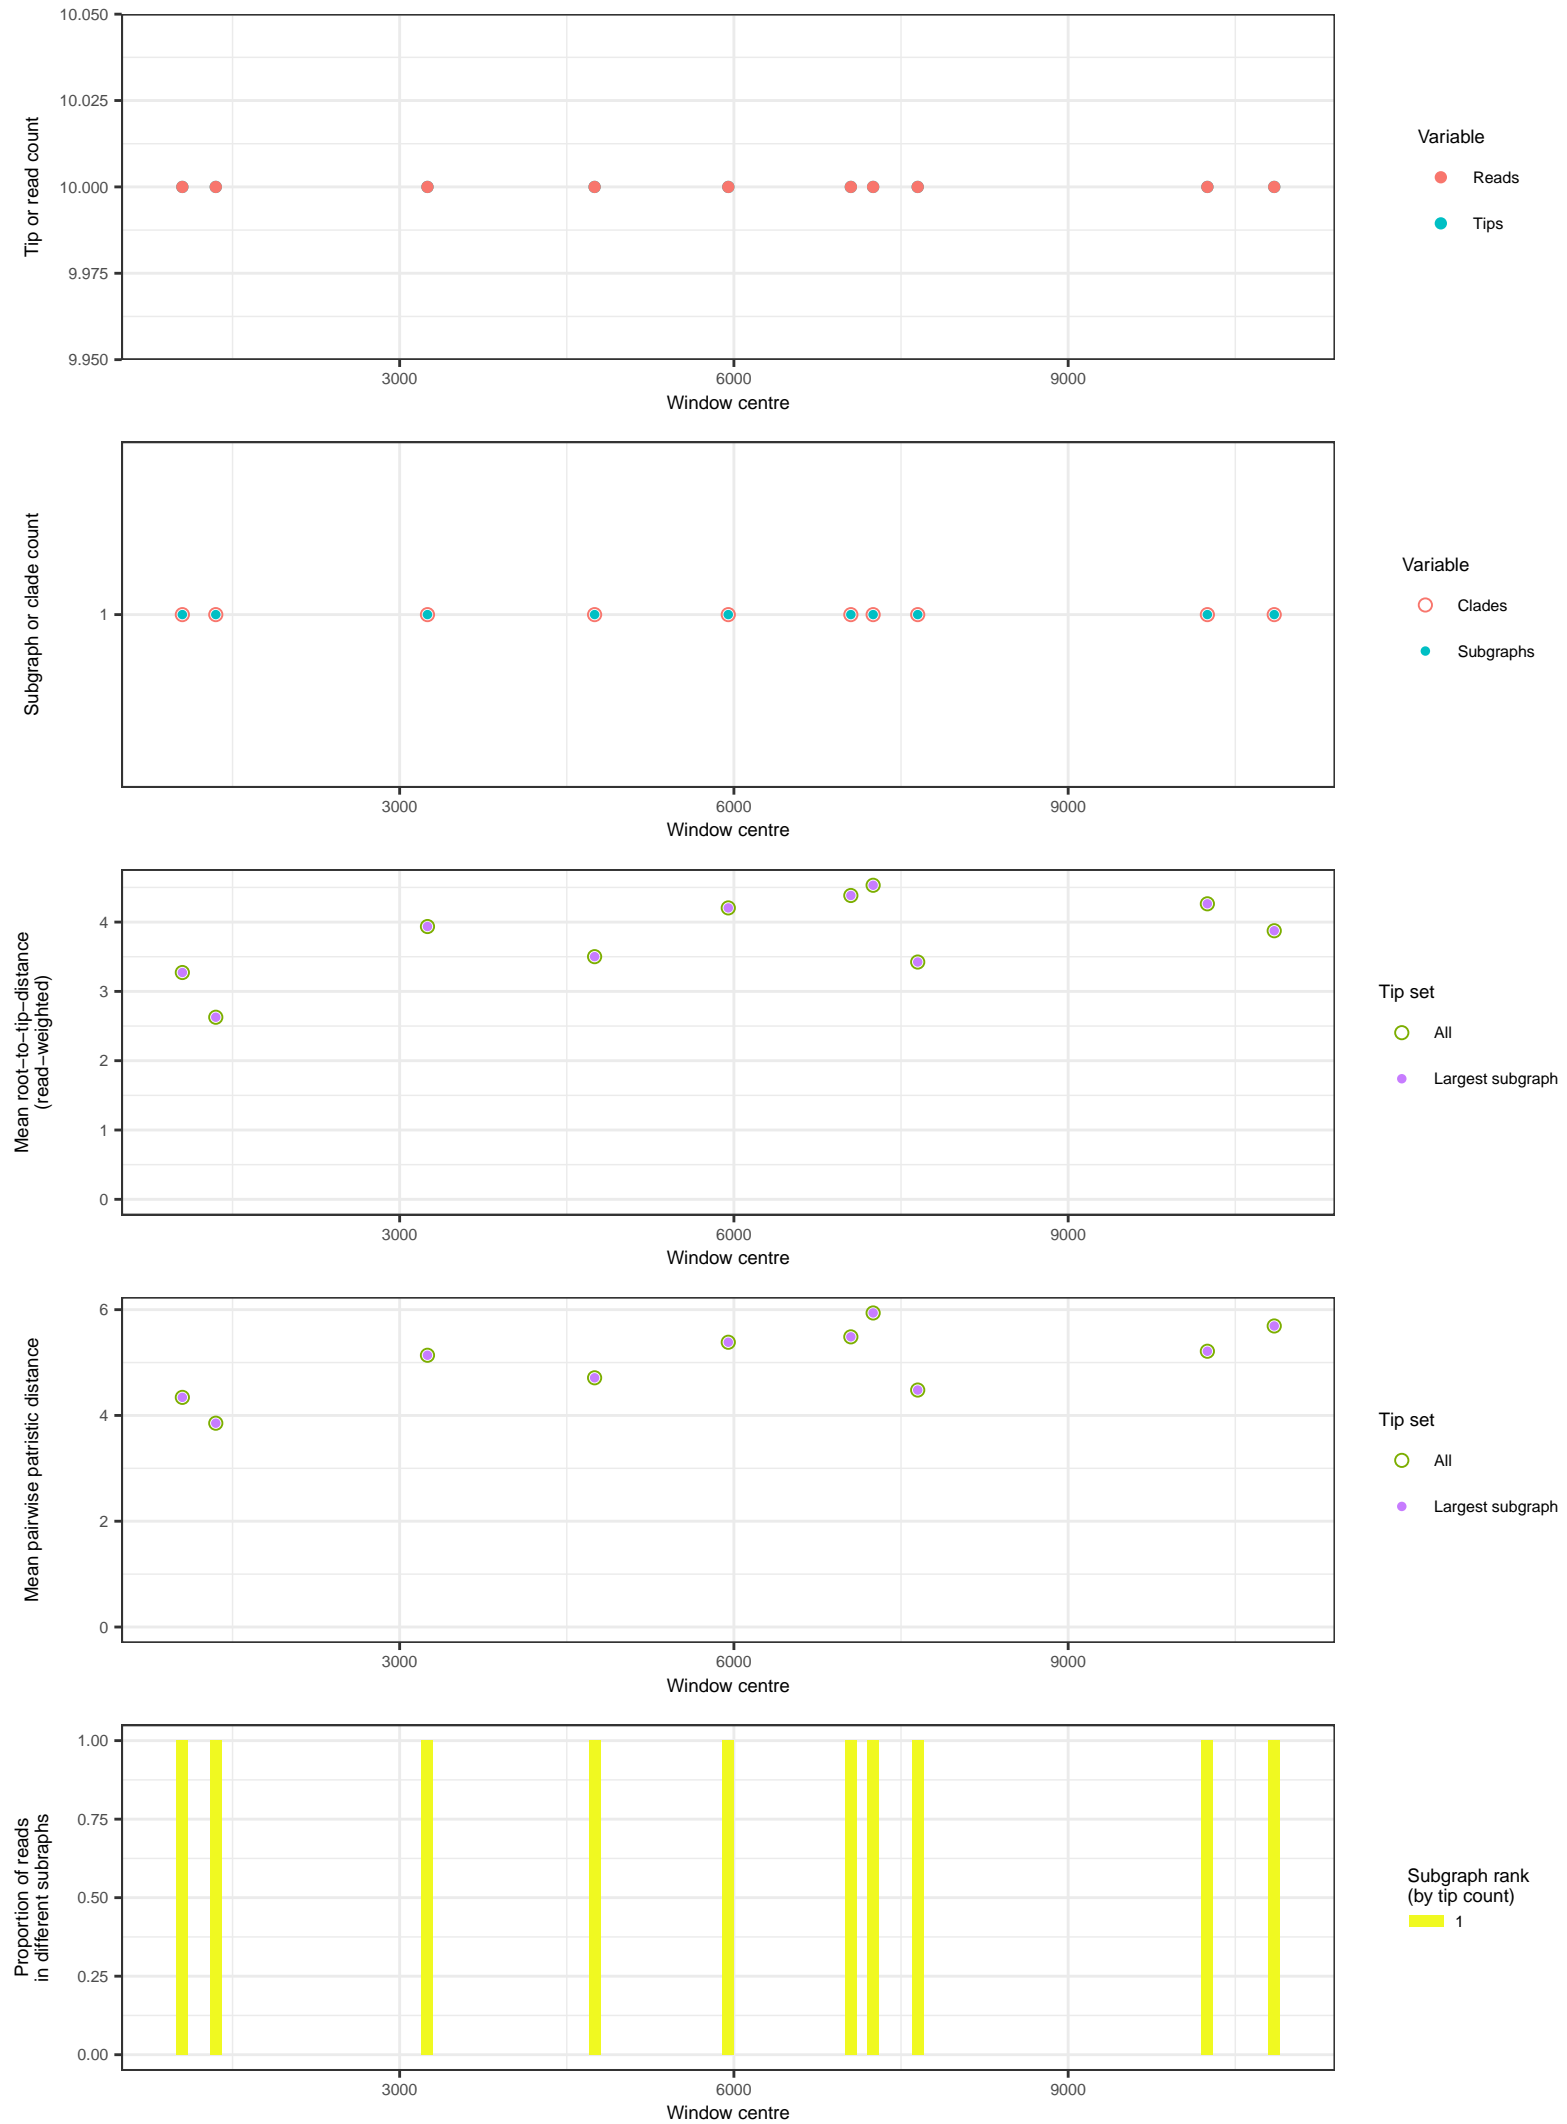 10.050
10.025
10.000
9.975
9.950
Tip or read count
3000 6000 9000
Window centre
Variable
Reads
Tips
1
Subgraph or clade count
3000 6000 9000
Window centre
Variable
Clades
Subgraphs
4
3
2
1
0
Mean root−to−tip−distance
(read−weighted)
3000 6000 9000
Window centre
Tip set
All
Largest subgraph
6
4
2
0
Mean pairwise patristic distance
3000 6000 9000
Window centre
Tip set
All
Largest subgraph
1.00
0.75
0.50
0.25
0.00
Proportion of reads
in different subraphs
3000 6000 9000
Window centre
Subgraph rank
(by tip count)
1